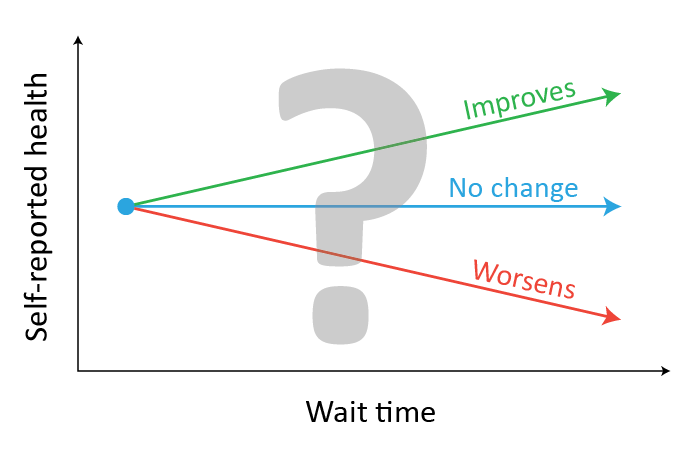 Self-reported health
?
Improves
No change
Worsens
Wait time